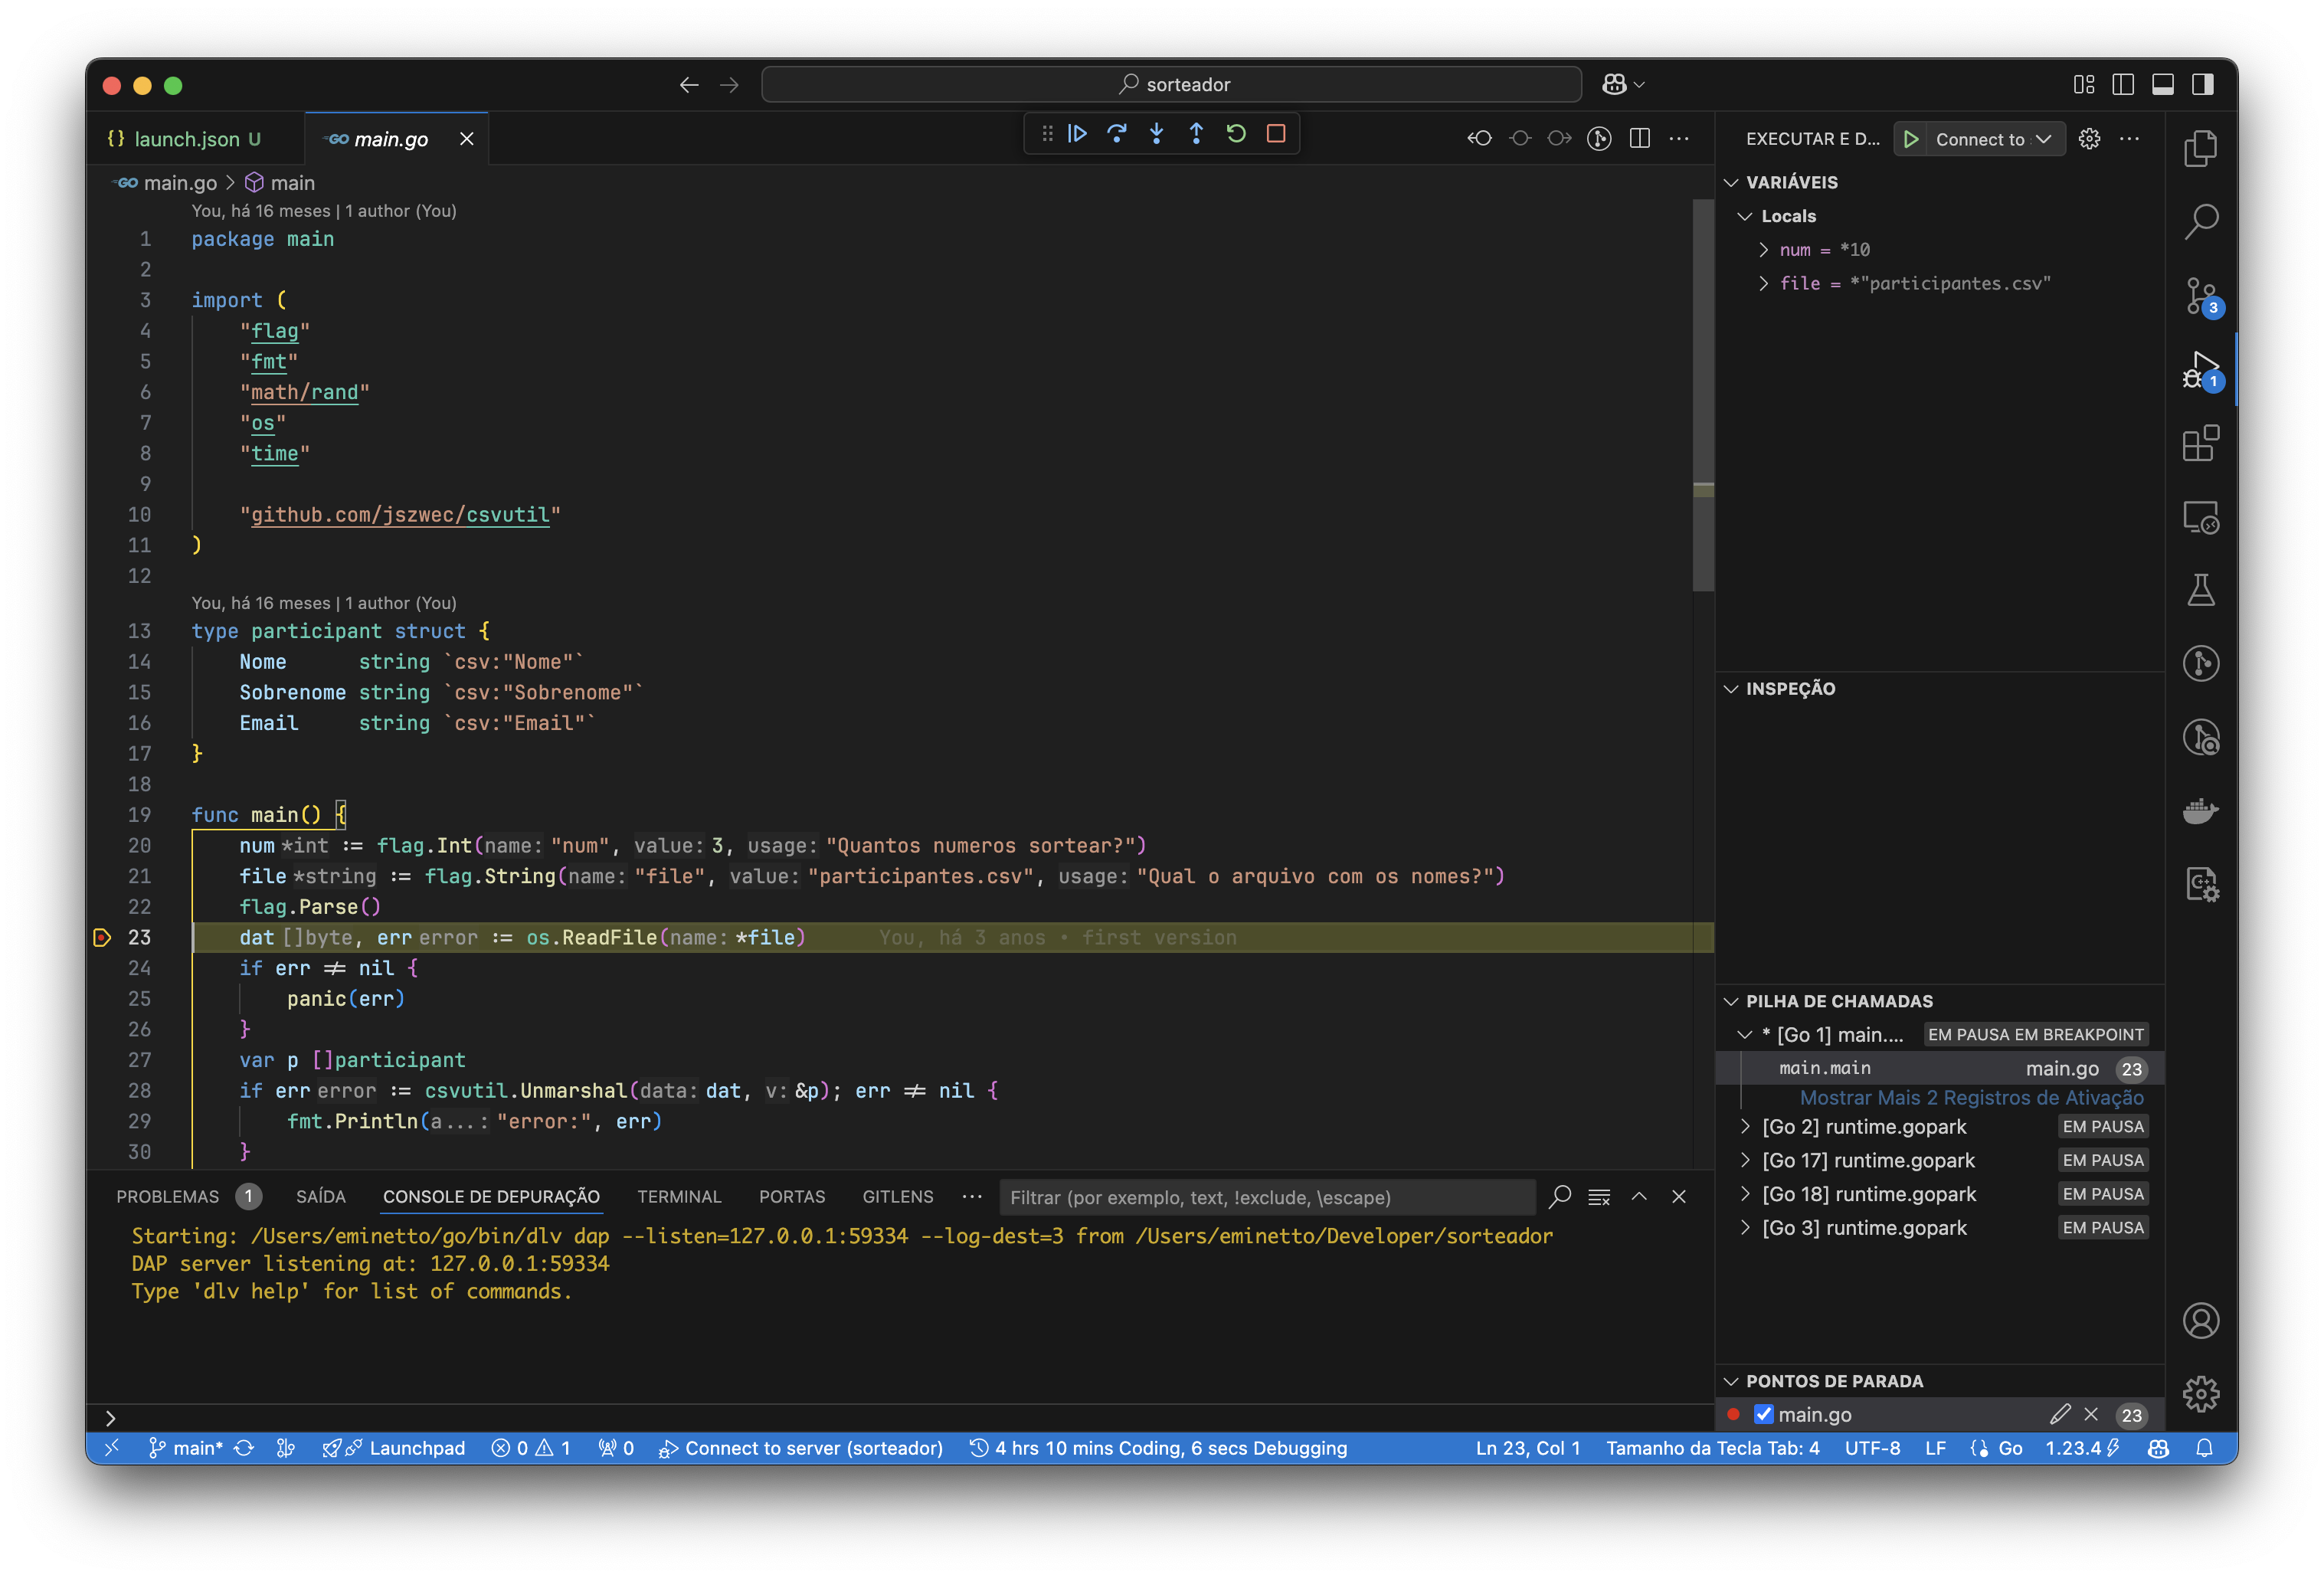 sorteador
launch.json U
main.go
main.go > main
You, há 16 meses | 1 author (You)
1 package main
2
3 import (
4 "flag"
5 "fmt"
6 "math/rand"
7 "os"
8 "time"
9
10 "github.com/jszwec/csvutil"
11 )
12
You, há 16 meses | 1 author (You)
13 type participant struct {
14 Nome string `csv:"Nome"`
15 Sobrenome string `csv:"Sobrenome"`
16 Email string `csv:"Email"`
17 }
18
19 func main() {
20 num *int := flag.Int(name: "num", value: 3, usage: "Quantos numeros sortear?")
21 file *string := flag.String(name: "file", value: "participantes.csv", usage: "Qual o arquivo com os nomes?")
22 flag.Parse()
23 dat []byte, err error := os.ReadFile(name: *file) You, há 3 anos • first version
24 if err ≠ nil {
25 panic(err)
26 }
27 var p []participant
28 if err error := csvutil.Unmarshal(data: dat, v: &p); err ≠ nil {
29 fmt.Println(a...: "error:", err)
30 }
PROBLEMAS 1 SAÍDA CONSOLE DE DEPURAÇÃO TERMINAL PORTAS GITLENS ··· Filtrar (por exemplo, text, !exclude, \escape)
Starting: /Users/eminetto/go/bin/dlv dap --listen=127.0.0.1:59334 --log-dest=3 from /Users/eminetto/Developer/sorteador
DAP server listening at: 127.0.0.1:59334
Type 'dlv help' for list of commands.
>
EXECUTAR E D... Connect to
VARIÁVEIS
Locals
num = *10
file = *"participantes.csv"
INSPEÇÃO
PILHA DE CHAMADAS
* [Go 1] main.... EM PAUSA EM BREAKPOINT
main.main main.go 23
Mostrar Mais 2 Registros de Ativação
[Go 2] runtime.gopark EM PAUSA
[Go 17] runtime.gopark EM PAUSA
[Go 18] runtime.gopark EM PAUSA
[Go 3] runtime.gopark EM PAUSA
PONTOS DE PARADA
main.go 23
3
1
main* Launchpad 0 1 0 Connect to server (sorteador) 4 hrs 10 mins Coding, 6 secs Debugging Ln 23, Col 1 Tamanho da Tecla Tab: 4 UTF-8 LF Go 1.23.4